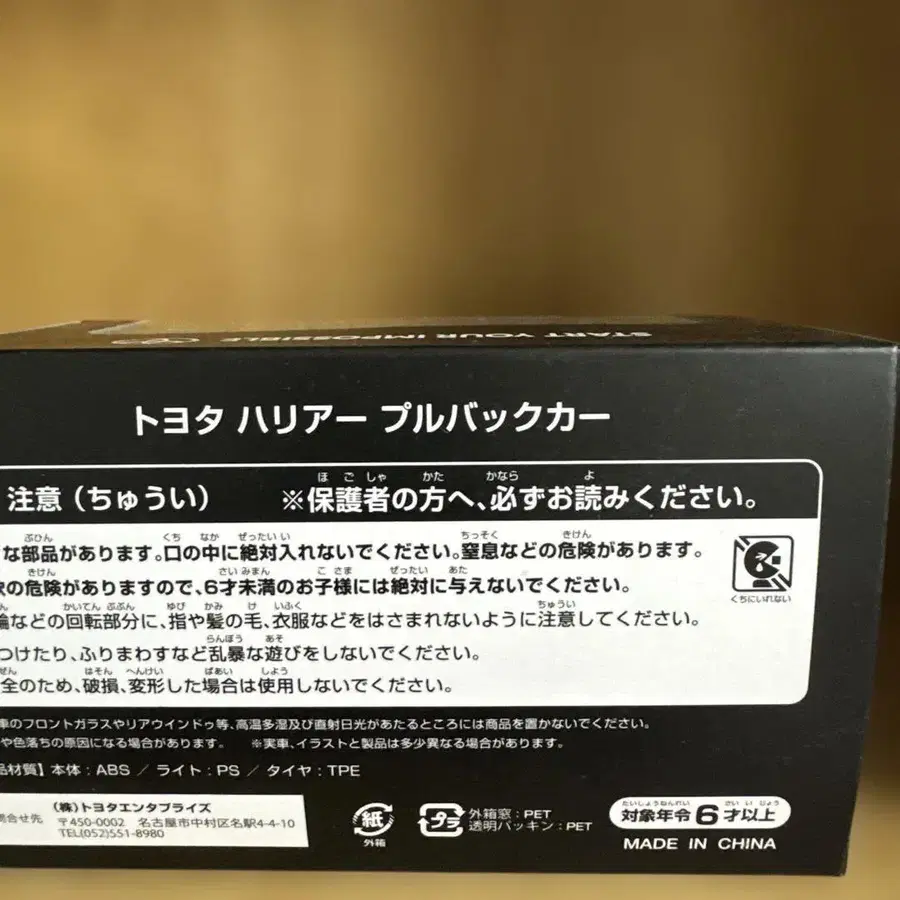 START YOUR IMPOSSIBLE
トヨタ ハリアー プルバックカー
注意（ちゅうい） ※保護者の方へ、必ずお読みください。
な部品があります。口の中に絶対入れないでください。窒息などの危険があります。
の危険がありますので、6才未満のお子様には絶対に与えないでください。
などの回転部分に、指や髪の毛、衣服などをはさまれないように注意してください。
つけたり、ふりまわすなど乱暴な遊びをしないでください。
全のため、破損、変形した場合は使用しないでください。
くちにいれない
車のフロントガラスやリアウインドゥ等、高温多湿及び直射日光があたるところには商品を置かないでください。
や色落ちの原因になる場合があります。 ※実車、イラストと製品は多少異なる場合があります。
品材質】本体：ABS / ライト：PS / タイヤ：TPE
問合せ先 （株）トヨタエンタプライズ
〒450-0002 名古屋市中村区名駅4-4-10
TEL(052)551-8980
紙
外箱
プラ
外箱窓：PET
透明パッキン：PET
対象年令6才以上
MADE IN CHINA